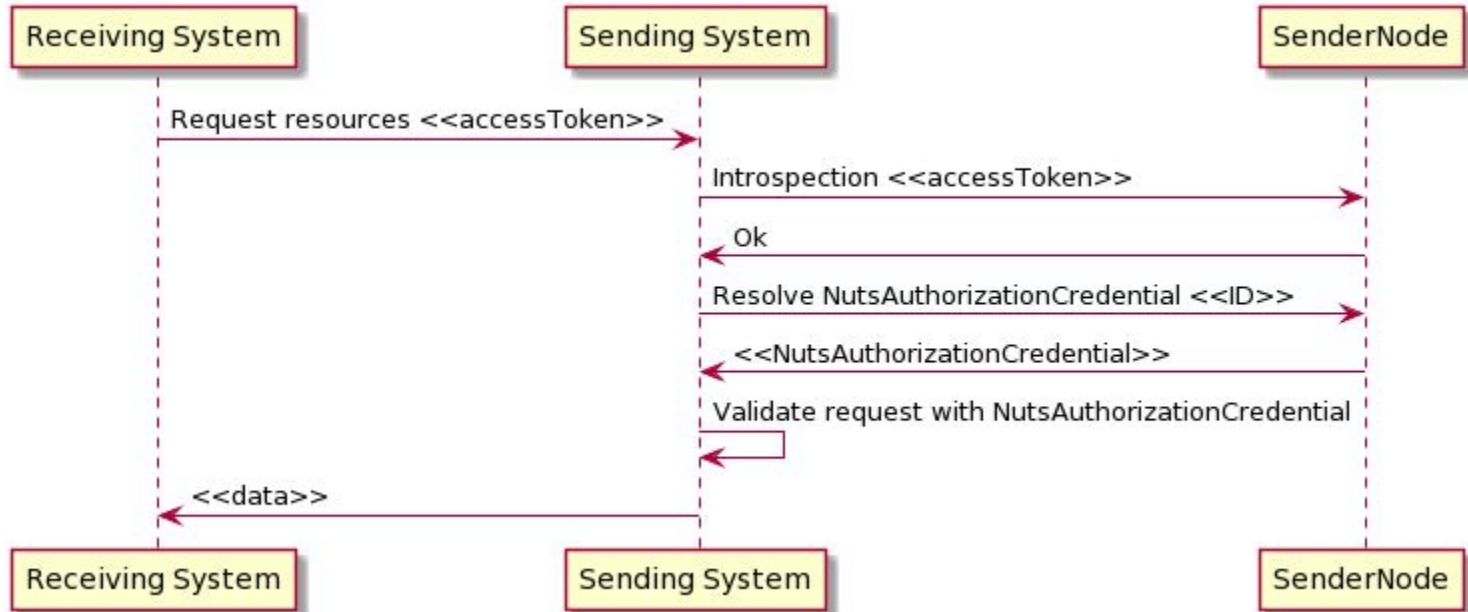 Receiving System
Sending System
SenderNode
Request resources <<accessToken>>
Introspection <<accessToken>>
Ok
Resolve NutsAuthorizationCredential <<ID>>
<<NutsAuthorizationCredential>>
Validate request with NutsAuthorizationCredential
<<data>>
Receiving System
Sending System
SenderNode